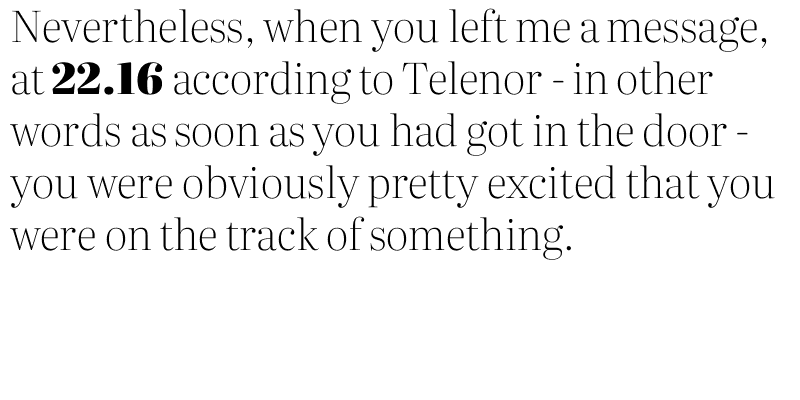 Nevertheless, when you left me a message,
at 22.16 according to Telenor - in other
words as soon as you had got in the door -
you were obviously pretty excited that you
were on the track of something.